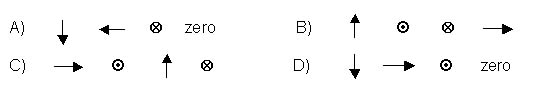 A) ↓ ← ⊗ zero B) ↑ ⊙ ⊗ →
C) → ⊙ ↑ ⊗ D) ↓ → ⊙ zero